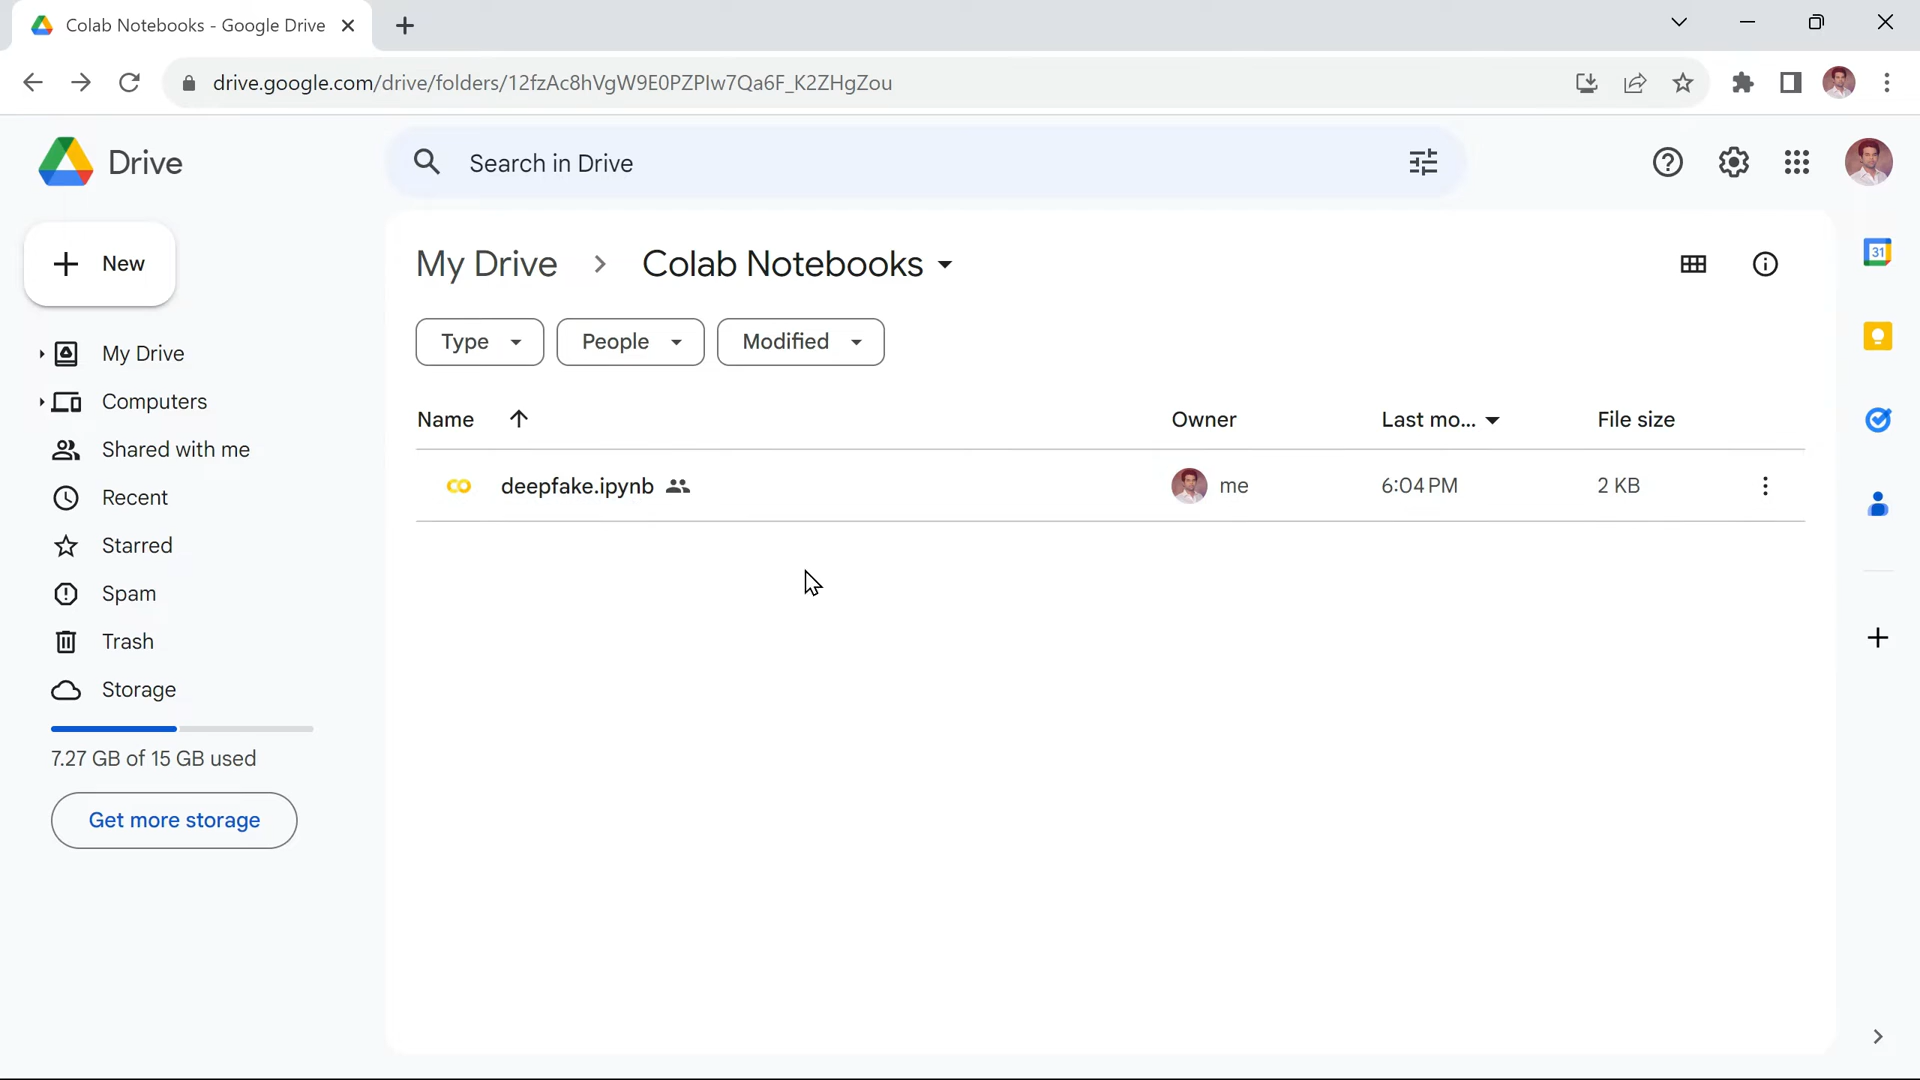 Colab Notebooks - Google Drive
drive.google.com/drive/folders/12fzAc8hVgW9E0PZPIw7Qa6F_K2ZHgZou
Drive
Search in Drive
New
My Drive
Computers
Shared with me
Recent
Starred
Spam
Trash
Storage
7.27 GB of 15 GB used
Get more storage
My Drive > Colab Notebooks
Type People Modified
Name Owner Last mo... File size
deepfake.ipynb me 6:04 PM 2 KB
31